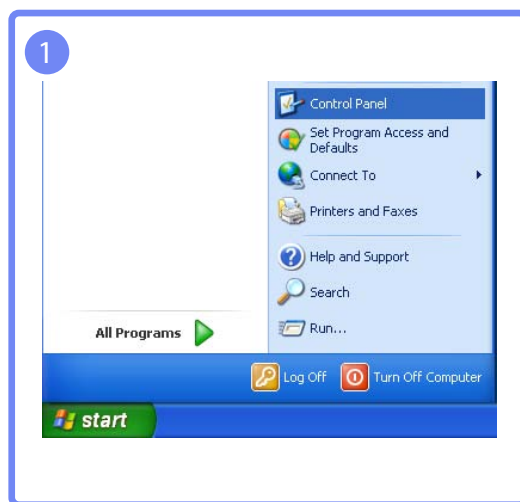 1
Control Panel
Set Program Access and
Defaults
Connect To
Printers and Faxes
Help and Support
Search
All Programs
Run...
Log Off
Turn Off Computer
start